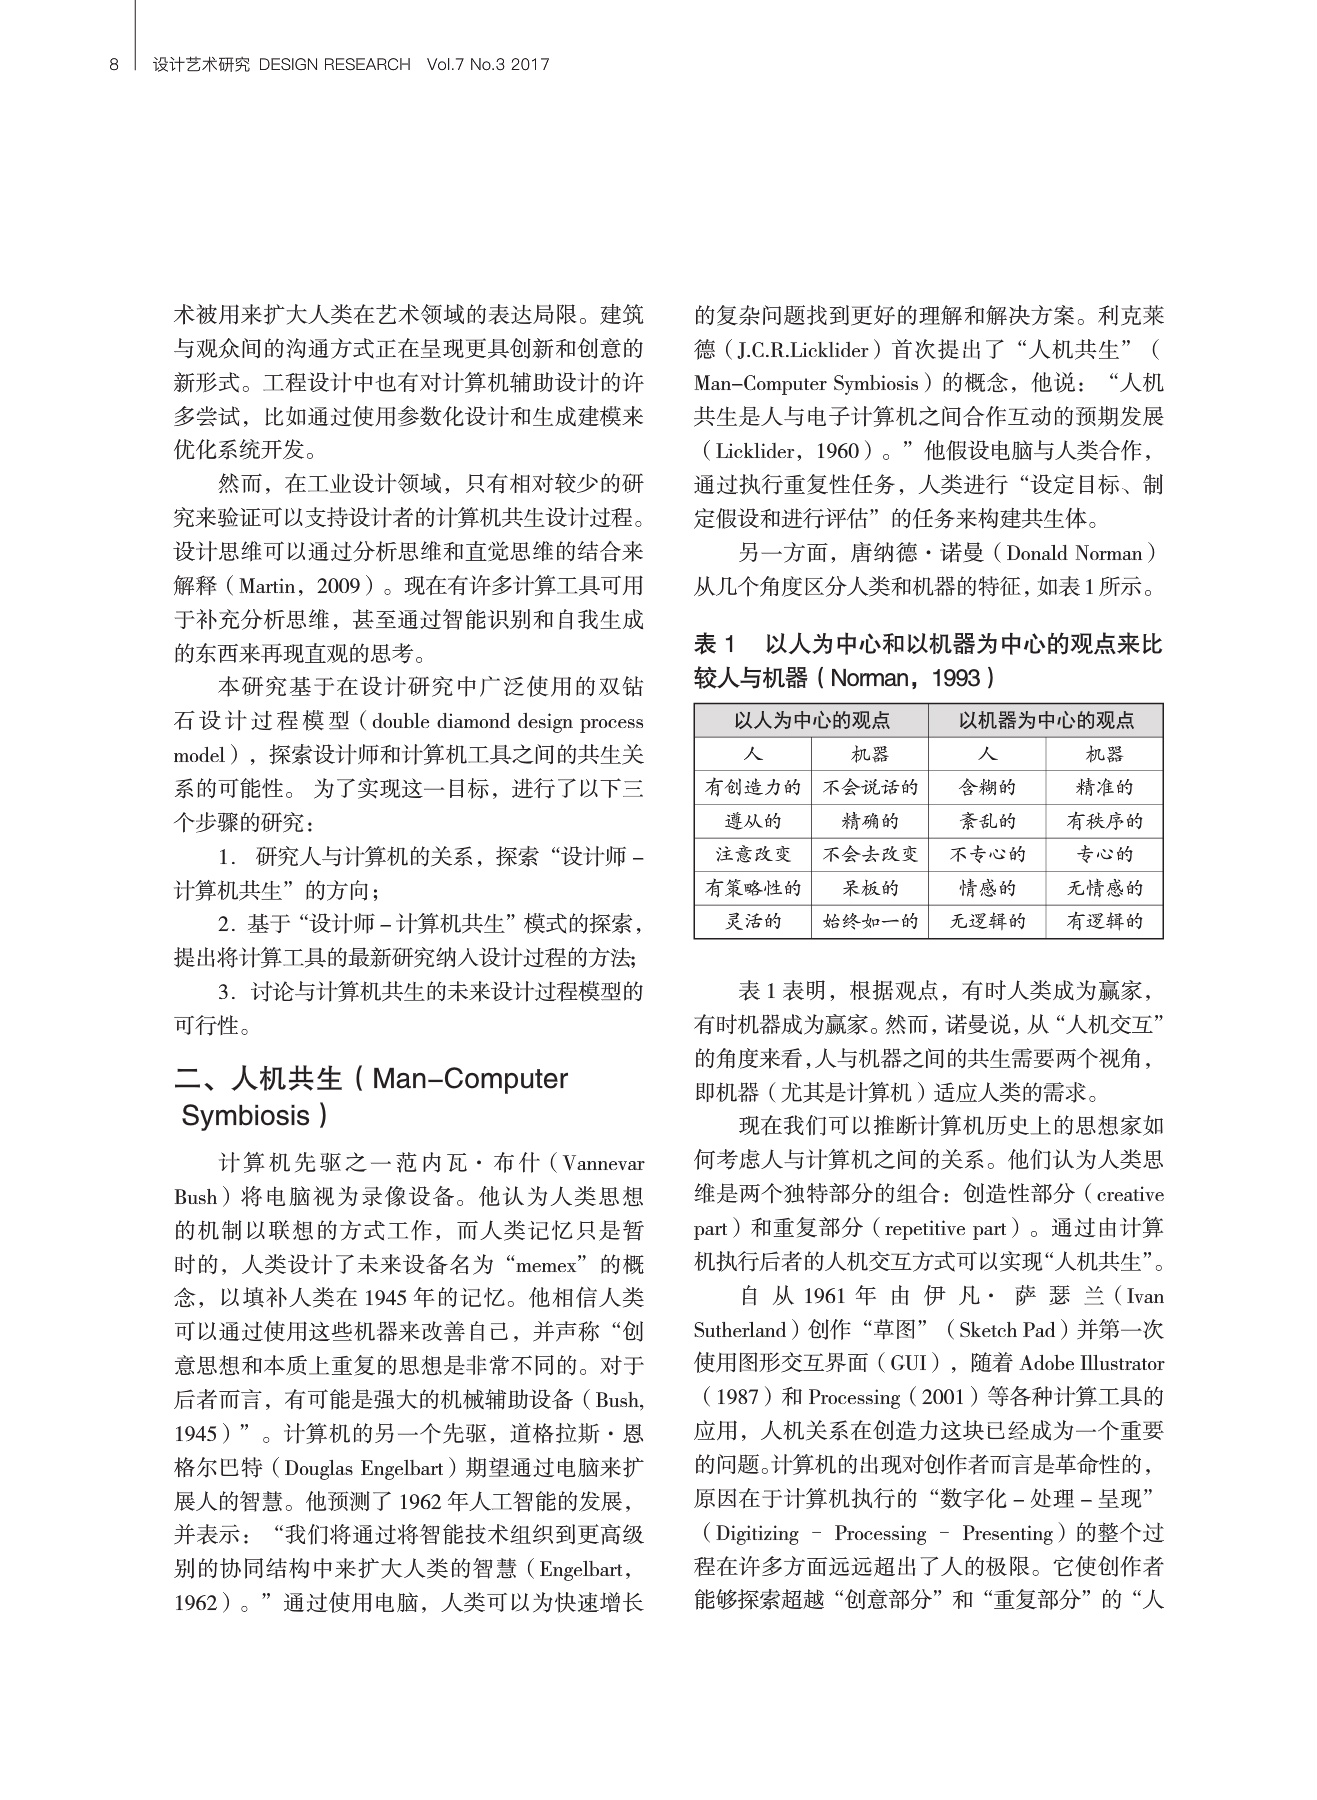 8 设计艺术研究 DESIGN RESEARCH Vol.7 No.3 2017
术被用来扩大人类在艺术领域的表达局限。建筑
与观众间的沟通方式正在呈现更具创新和创意的
新形式。工程设计中也有对计算机辅助设计的许
多尝试，比如通过使用参数化设计和生成建模来
优化系统开发。
然而，在工业设计领域，只有相对较少的研
究来验证可以支持设计者的计算机共生设计过程。
设计思维可以通过分析思维和直觉思维的结合来
解释（Martin，2009）。现在有许多计算工具可用
于补充分析思维，甚至通过智能识别和自我生成
的东西来再现直观的思考。
本研究基于在设计研究中广泛使用的双钻
石设计过程模型（double diamond design process
model），探索设计师和计算机工具之间的共生关
系的可能性。 为了实现这一目标，进行了以下三
个步骤的研究：
1. 研究人与计算机的关系，探索“设计师–
计算机共生”的方向；
2. 基于“设计师–计算机共生”模式的探索，
提出将计算工具的最新研究纳入设计过程的方法；
3. 讨论与计算机共生的未来设计过程模型的
可行性。
二、人机共生（Man–Computer
Symbiosis）
计算机先驱之一范内瓦·布什（Vannevar
Bush）将电脑视为录像设备。他认为人类思想
的机制以联想的方式工作，而人类记忆只是暂
时的，人类设计了未来设备名为“memex”的概
念，以填补人类在1945年的记忆。他相信人类
可以通过使用这些机器来改善自己，并声称“创
意思想和本质上重复的思想是非常不同的。对于
后者而言，有可能是强大的机械辅助设备（Bush,
1945）”。计算机的另一个先驱，道格拉斯·恩
格尔巴特（Douglas Engelbart）期望通过电脑来扩
展人的智慧。他预测了1962年人工智能的发展，
并表示：“我们将通过将智能技术组织到更高级
别的协同结构中来扩大人类的智慧（Engelbart，
1962）。”通过使用电脑，人类可以为快速增长
的复杂问题找到更好的理解和解决方案。利克莱
德（J.C.R.Licklider）首次提出了“人机共生”（
Man–Computer Symbiosis）的概念，他说：“人机
共生是人与电子计算机之间合作互动的预期发展
（Licklider，1960）。”他假设电脑与人类合作，
通过执行重复性任务，人类进行“设定目标、制
定假设和进行评估”的任务来构建共生体。
另一方面，唐纳德·诺曼（Donald Norman）
从几个角度区分人类和机器的特征，如表1所示。
表1 以人为中心和以机器为中心的观点来比
较人与机器（Norman，1993）
以人为中心的观点 以机器为中心的观点
人 机器 人 机器
有创造力的 不会说话的 含糊的 精准的
遵从的 精确的 紊乱的 有秩序的
注意改变 不会去改变 不专心的 专心的
有策略性的 呆板的 情感的 无情感的
灵活的 始终如一的 无逻辑的 有逻辑的
表1表明，根据观点，有时人类成为赢家，
有时机器成为赢家。然而，诺曼说，从“人机交互”
的角度来看，人与机器之间的共生需要两个视角，
即机器（尤其是计算机）适应人类的需求。
现在我们可以推断计算机历史上的思想家如
何考虑人与计算机之间的关系。他们认为人类思
维是两个独特部分的组合：创造性部分（creative
part）和重复部分（repetitive part）。通过由计算
机执行后者的人机交互方式可以实现“人机共生”。
自从1961年由伊凡·萨瑟兰（Ivan
Sutherland）创作“草图”（Sketch Pad）并第一次
使用图形交互界面（GUI），随着Adobe Illustrator
（1987）和Processing（2001）等各种计算工具的
应用，人机关系在创造力这块已经成为一个重要
的问题。计算机的出现对创作者而言是革命性的，
原因在于计算机执行的“数字化–处理–呈现”
（Digitizing – Processing – Presenting）的整个过
程在许多方面远远超出了人的极限。它使创作者
能够探索超越“创意部分”和“重复部分”的“人